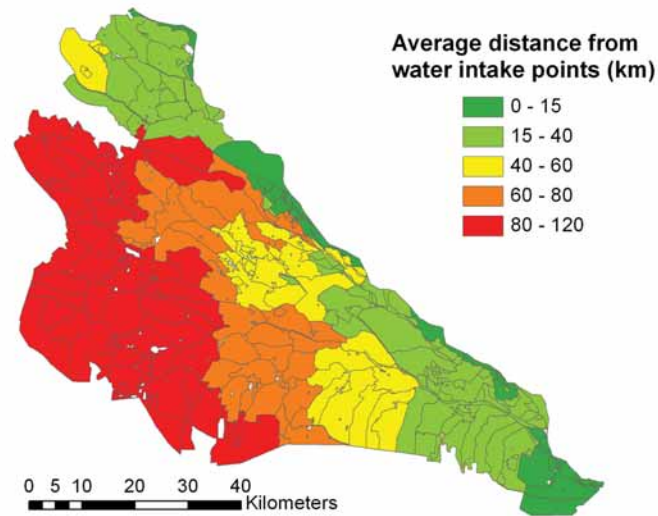 Average distance from
water intake points (km)
0 - 15
15 - 40
40 - 60
60 - 80
80 - 120
0 5 10 20 30 40
Kilometers